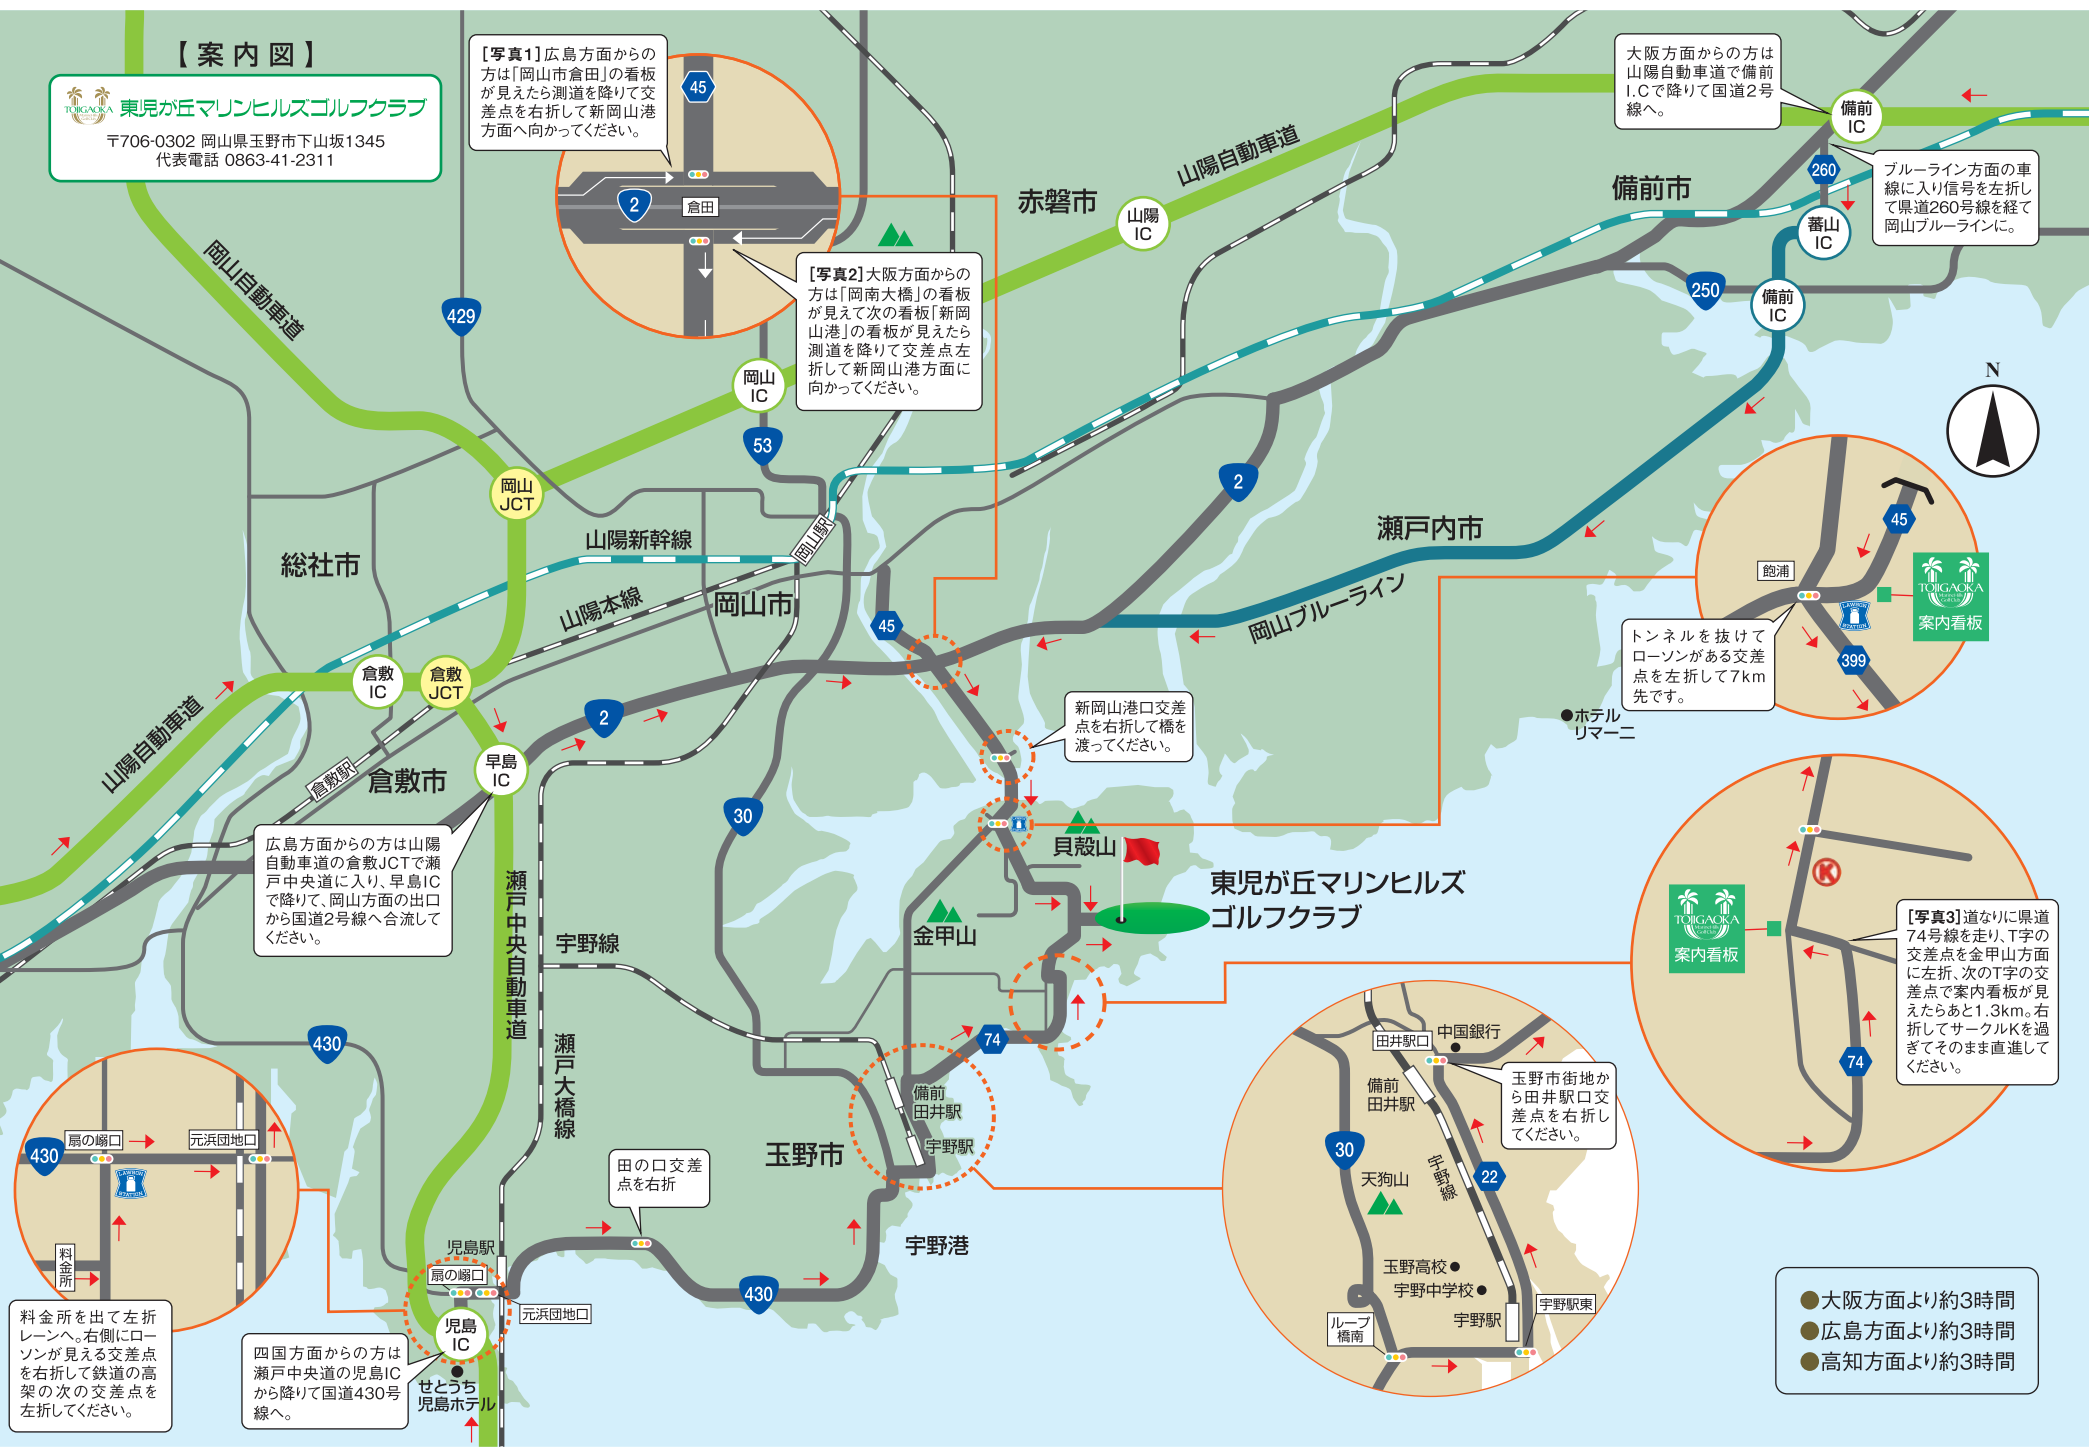 【案内図】
TOJIGAOKA
東児が丘マリンヒルズゴルフクラブ
〒706-0302 岡山県玉野市下山坂1345
代表電話 0863-41-2311
[写真1]広島方面からの
方は「岡山市倉田」の看板
が見えたら測道を降りて交
差点を右折して新岡山港
方面へ向かってください。
45
2
倉田
[写真2]大阪方面からの
方は「岡南大橋」の看板
が見えて次の看板「新岡
山港」の看板が見えたら
測道を降りて交差点左
折して新岡山港方面に
向かってください。
大阪方面からの方は
山陽自動車道で備前
I.Cで降りて国道2号
線へ。
備前
IC
ブルーライン方面の車
線に入り信号を左折し
て県道260号線を経て
岡山ブルーラインに。
260
蕃山
IC
250
備前
IC
備前市
赤磐市
山陽自動車道
山陽
IC
岡山自動車道
429
岡山
IC
53
岡山
JCT
N
2
瀬戸内市
岡山ブルーライン
総社市
山陽新幹線
岡山駅
山陽本線
岡山市
45
倉敷
IC
倉敷
JCT
山陽自動車道
2
早島
IC
倉敷駅
倉敷市
30
広島方面からの方は山陽
自動車道の倉敷JCTで瀬
戸中央道に入り、早島IC
で降りて、岡山方面の出口
から国道2号線へ合流して
ください。
新岡山港口交差
点を右折して橋を
渡ってください。
ホテル
リマーニ
45
飽浦
LAWSON
STATION
TOJIGAOKA
Marine Hills
Golf Club
案内看板
399
トンネルを抜けて
ローソンがある交差
点を左折して7km
先です。
貝殻山
金甲山
東児が丘マリンヒルズ
ゴルフクラブ
瀬戸中央自動車道
宇野線
瀬戸大橋線
430
74
備前
田井駅
宇野駅
玉野市
宇野港
K
TOJIGAOKA
Marine Hills
Golf Club
案内看板
[写真3]道なりに県道
74号線を走り、T字の
交差点を金甲山方面
に左折、次のT字の交
差点で案内看板が見
えたらあと1.3km。右
折してサークルKを過
ぎてそのまま直進して
ください。
74
中国銀行
田井駅口
備前
田井駅
玉野市街地か
ら田井駅口交
差点を右折し
てください。
30
宇野線
22
天狗山
玉野高校
宇野中学校
宇野駅
宇野駅東
ループ
橋南
430
扇の嵶口
元浜団地口
LAWSON
STATION
料金所
料金所を出て左折
レーンへ。右側にロー
ソンが見える交差点
を右折して鉄道の高
架の次の交差点を
左折してください。
田の口交差
点を右折
児島駅
扇の嵶口
元浜団地口
430
児島
IC
せとうち
児島ホテル
四国方面からの方は
瀬戸中央道の児島IC
から降りて国道430号
線へ。
●大阪方面より約3時間
●広島方面より約3時間
●高知方面より約3時間